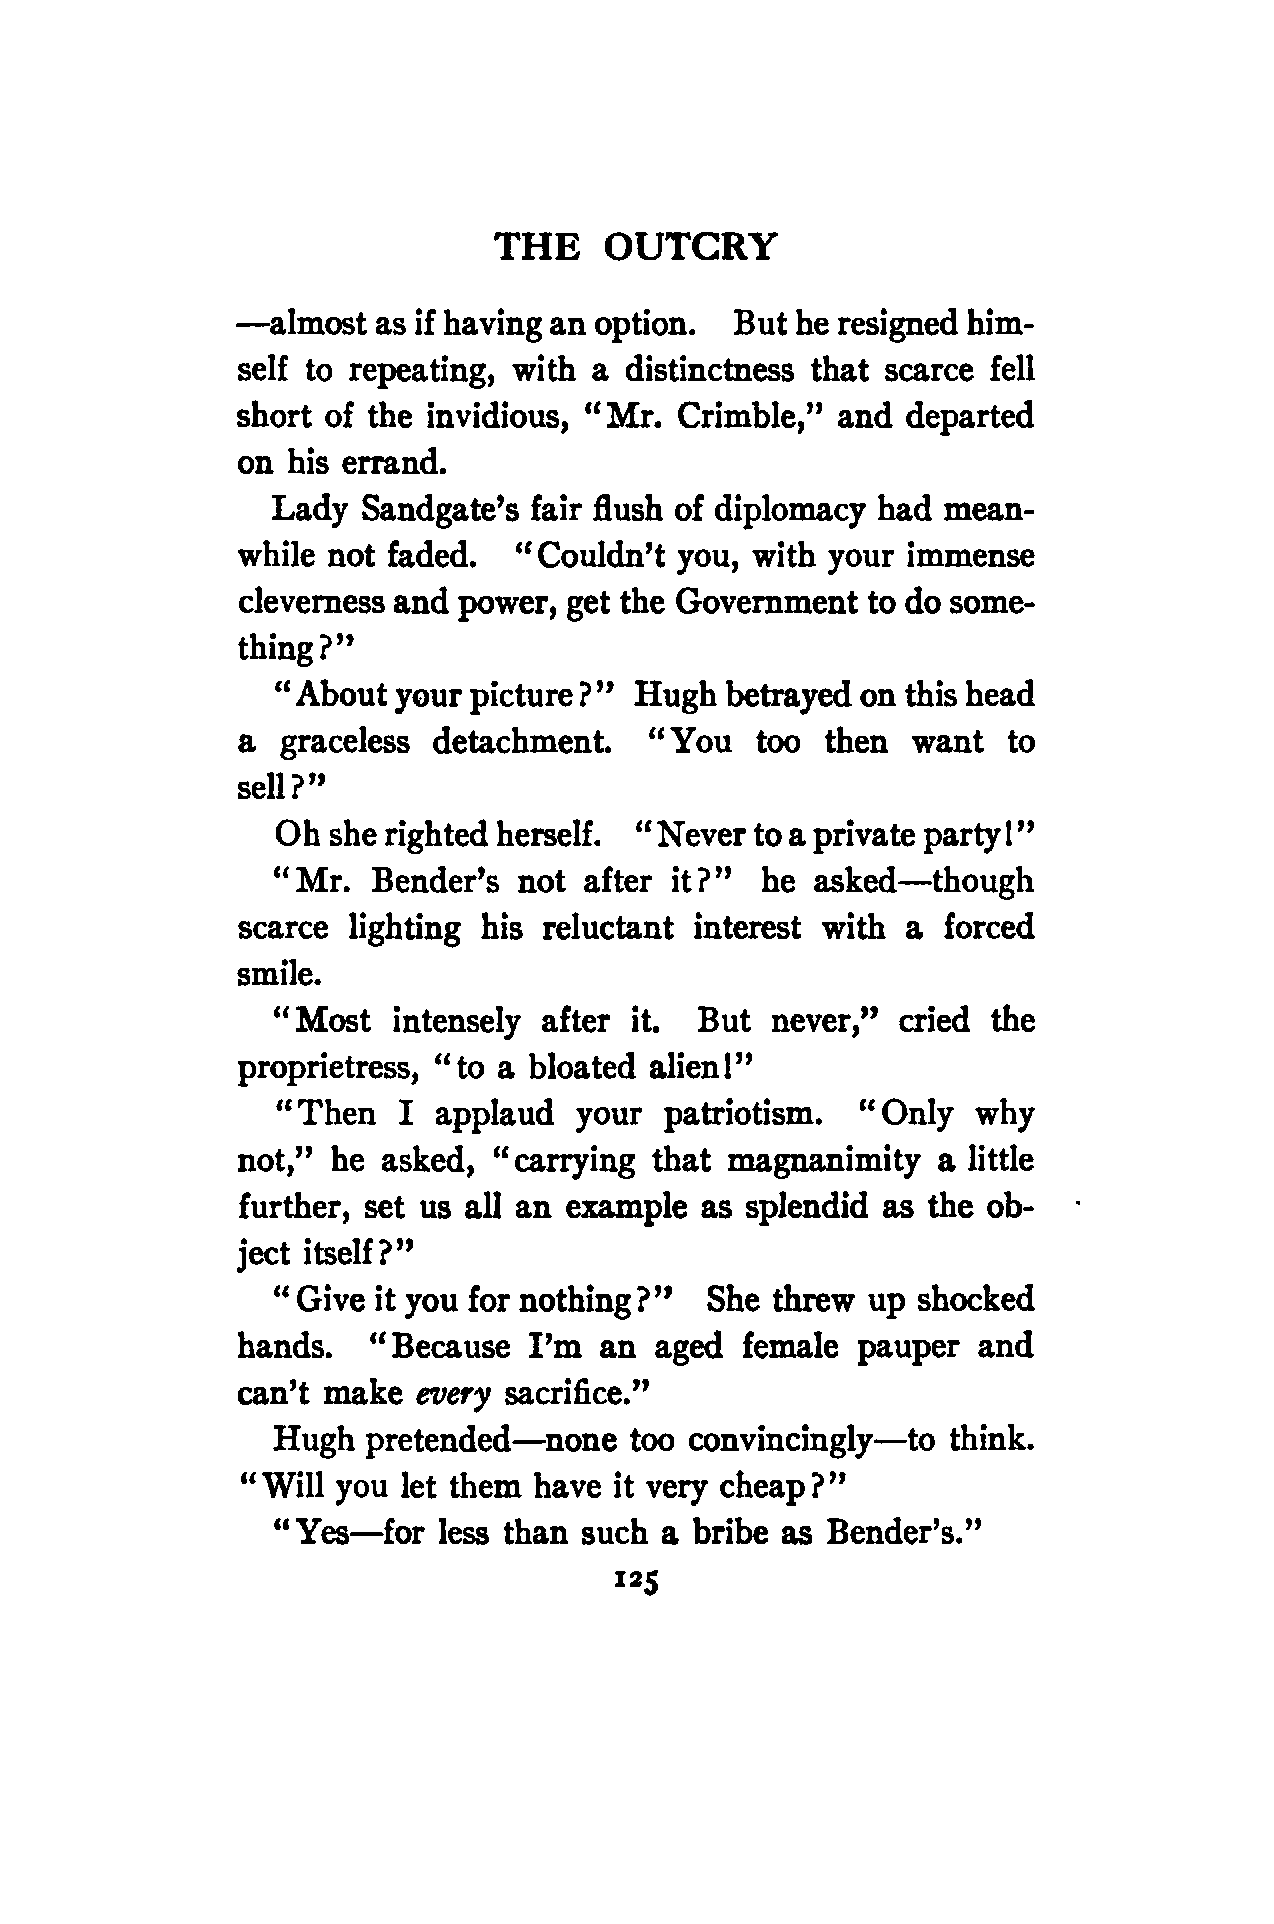 THE OUTCRY
—almost as if having an option. But he resigned him-
self to repeating, with a distinctness that scarce fell
short of the invidious, "Mr. Crimble," and departed
on his errand.
Lady Sandgate's fair flush of diplomacy had mean-
while not faded. "Couldn't you, with your immense
cleverness and power, get the Government to do some-
thing?"
"About your picture?" Hugh betrayed on this head
a graceless detachment. "You too then want to
sell?"
Oh she righted herself. "Never to a private party!"
"Mr. Bender's not after it?" he asked—though
scarce lighting his reluctant interest with a forced
smile.
"Most intensely after it. But never," cried the
proprietress, "to a bloated alien!"
"Then I applaud your patriotism. "Only why
not," he asked, "carrying that magnanimity a little
further, set us all an example as splendid as the ob-
ject itself?"
"Give it you for nothing?" She threw up shocked
hands. "Because I'm an aged female pauper and
can't make every sacrifice."
Hugh pretended—none too convincingly—to think.
"Will you let them have it very cheap?"
"Yes—for less than such a bribe as Bender's."
125